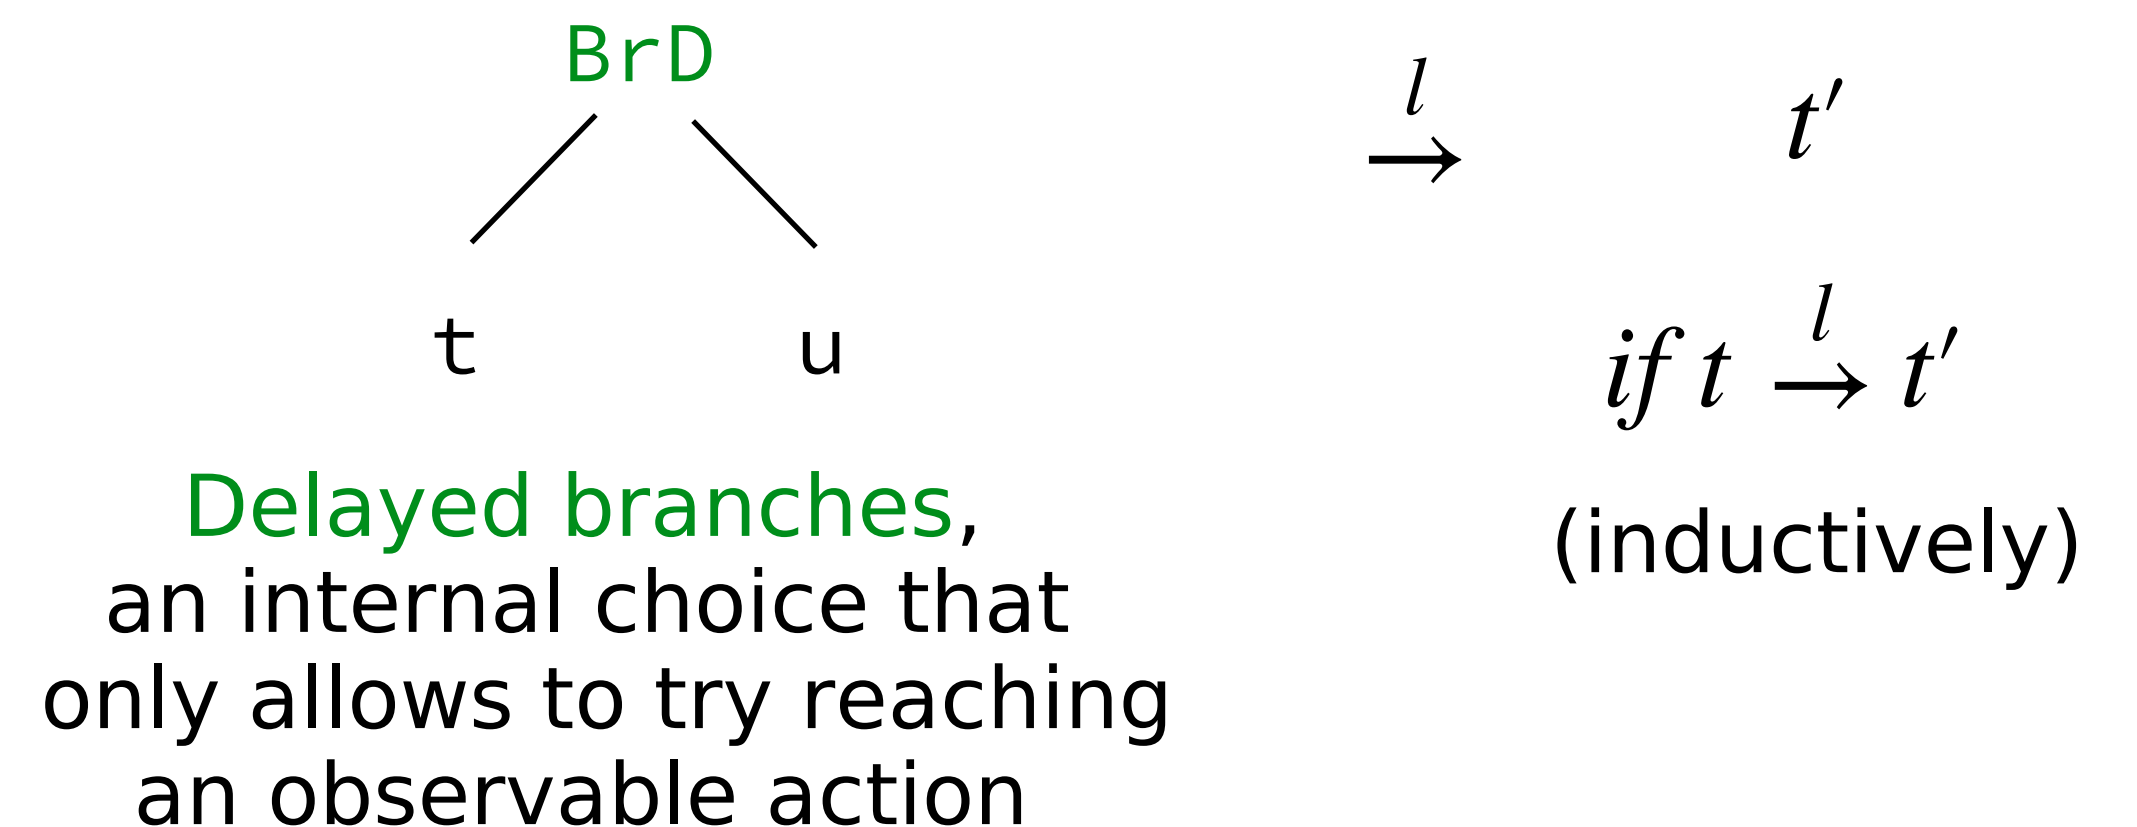 BrD
l
→ t′
t u
l
if t → t′
Delayed branches,
(inductively)
an internal choice that
only allows to try reaching
an observable action